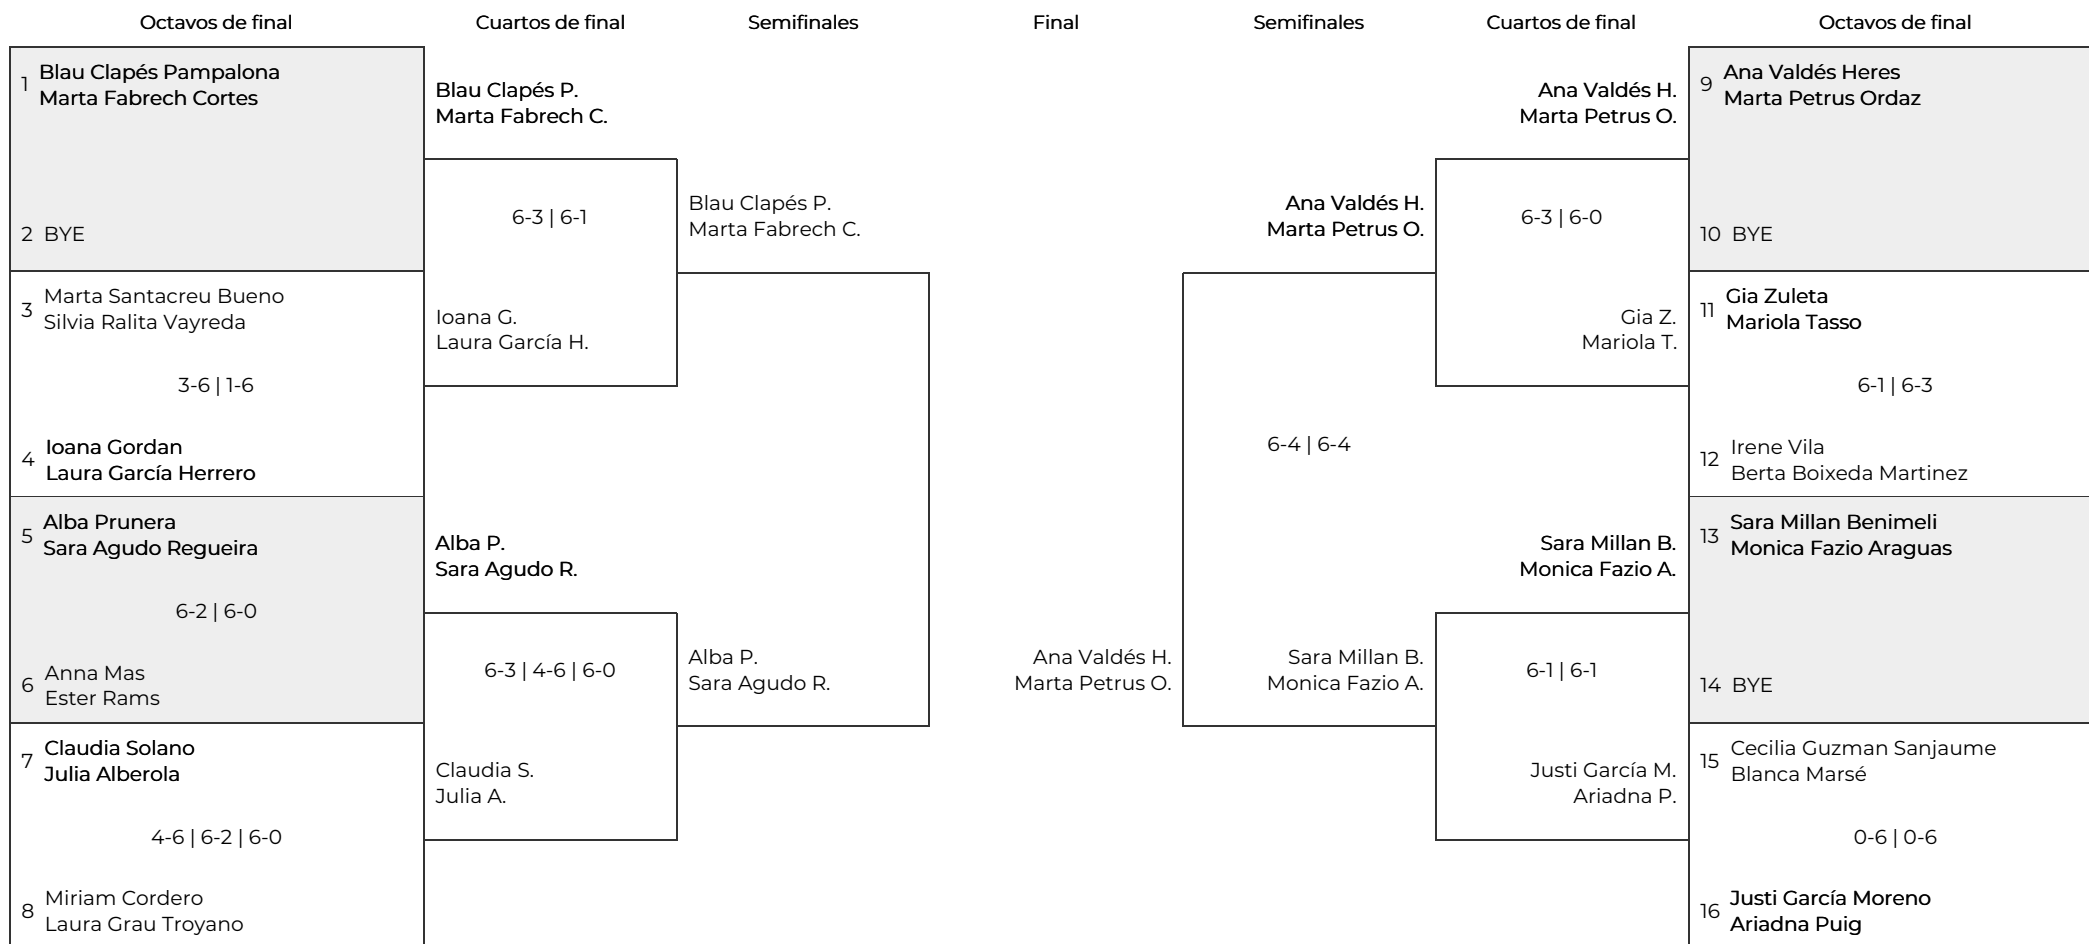 Octavos de final
Cuartos de final
Semifinales
Final
Semifinales
Cuartos de final
Octavos de final
1
Blau Clapés Pampalona
Marta Fabrech Cortes
2 BYE
3
Marta Santacreu Bueno
Silvia Ralita Vayreda
3-6 | 1-6
4
Ioana Gordan
Laura García Herrero
5
Alba Prunera
Sara Agudo Regueira
6-2 | 6-0
6
Anna Mas
Ester Rams
7
Claudia Solano
Julia Alberola
4-6 | 6-2 | 6-0
8
Miriam Cordero
Laura Grau Troyano
Blau Clapés P.
Marta Fabrech C.
6-3 | 6-1
Ioana G.
Laura García H.
Alba P.
Sara Agudo R.
6-3 | 4-6 | 6-0
Claudia S.
Julia A.
Blau Clapés P.
Marta Fabrech C.
Alba P.
Sara Agudo R.
Ana Valdés H.
Marta Petrus O.
Ana Valdés H.
Marta Petrus O.
6-4 | 6-4
Sara Millan B.
Monica Fazio A.
Ana Valdés H.
Marta Petrus O.
6-3 | 6-0
Gia Z.
Mariola T.
Sara Millan B.
Monica Fazio A.
6-1 | 6-1
Justi García M.
Ariadna P.
9
Ana Valdés Heres
Marta Petrus Ordaz
10 BYE
11
Gia Zuleta
Mariola Tasso
6-1 | 6-3
12
Irene Vila
Berta Boixeda Martinez
13
Sara Millan Benimeli
Monica Fazio Araguas
14 BYE
15
Cecilia Guzman Sanjaume
Blanca Marsé
0-6 | 0-6
16
Justi García Moreno
Ariadna Puig